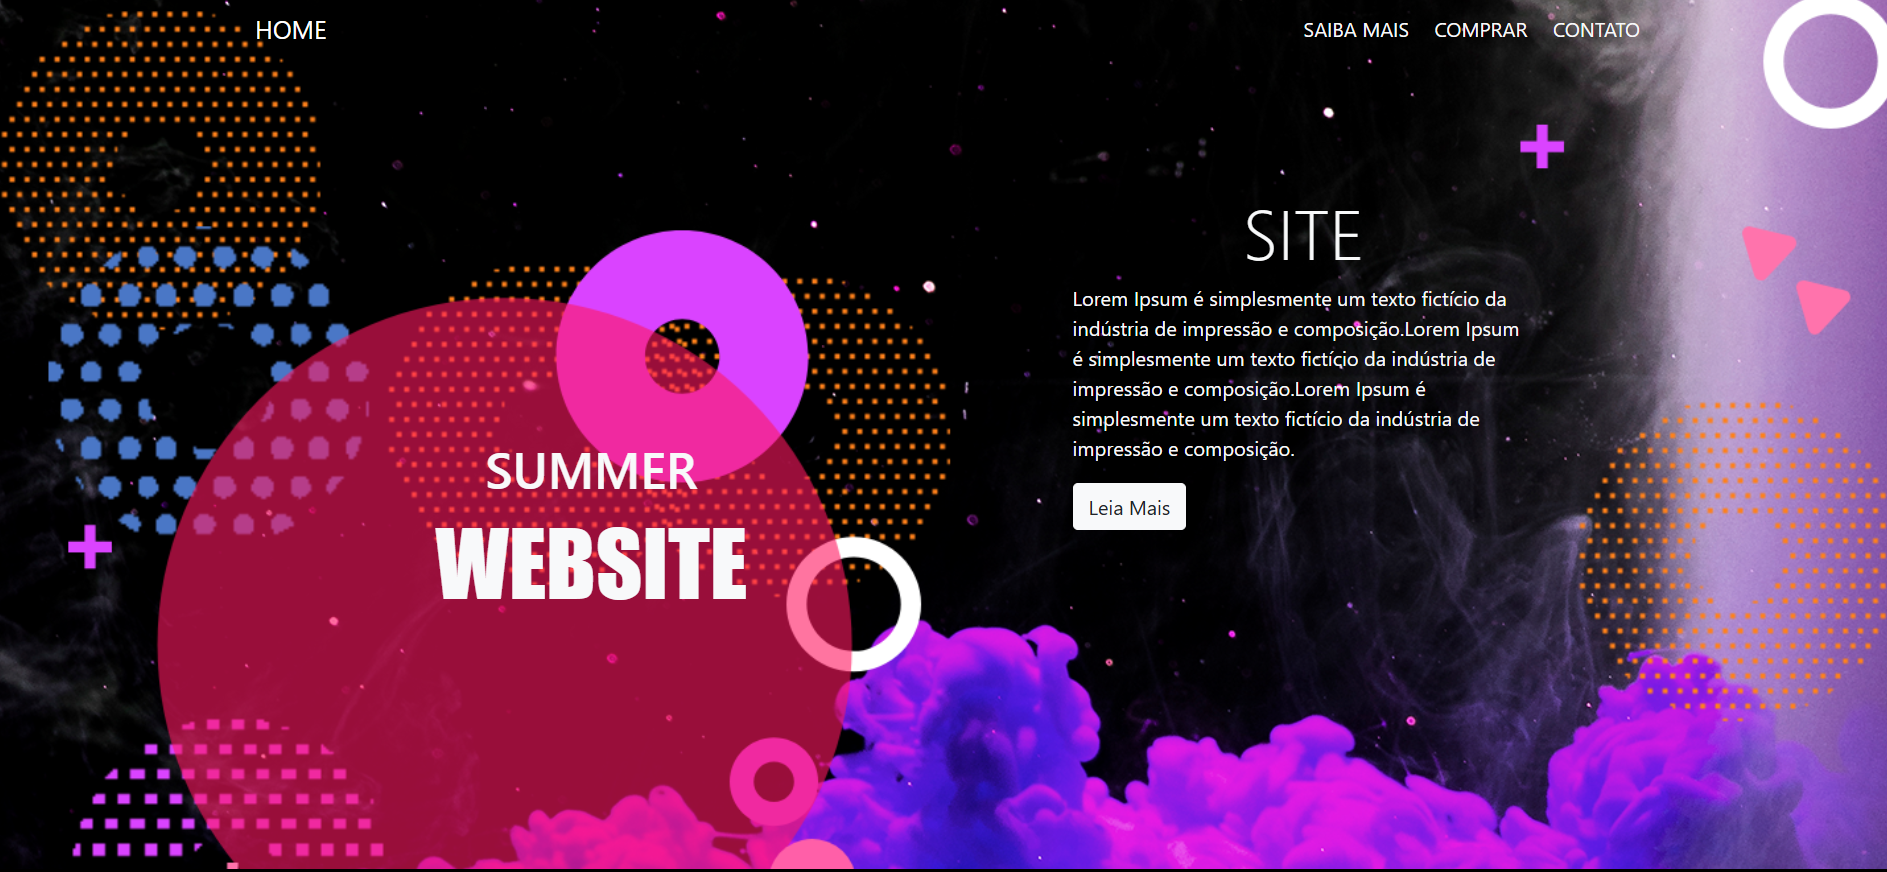 HOME
SAIBA MAIS COMPRAR CONTATO
SUMMER
WEBSITE
SITE
Lorem Ipsum é simplesmente um texto fictício da
indústria de impressão e composição.Lorem Ipsum
é simplesmente um texto fictício da indústria de
impressão e composição.Lorem Ipsum é
simplesmente um texto fictício da indústria de
impressão e composição.
Leia Mais